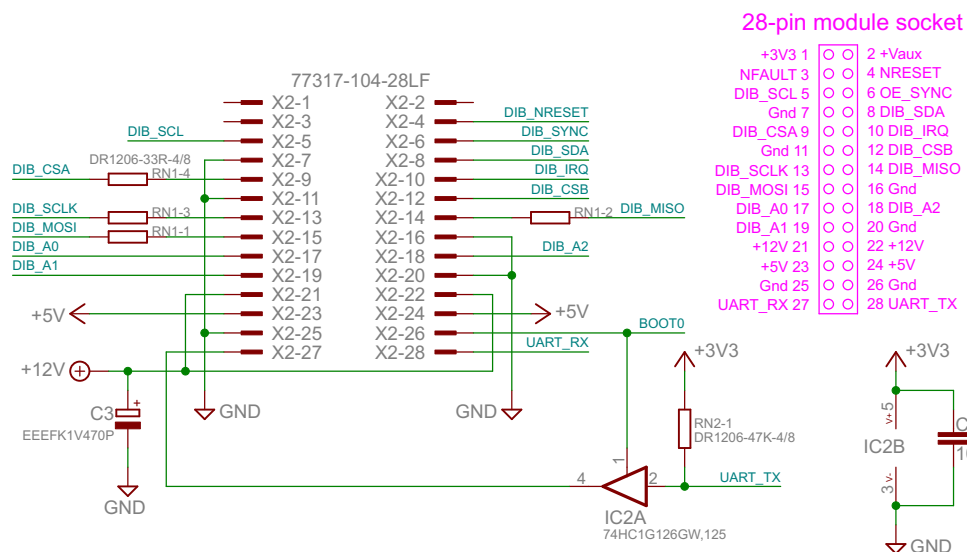 28-pin module socket
+3V3 1 2 +Vaux
NFAULT 3 4 NRESET
DIB_SCL 5 6 OE_SYNC
Gnd 7 8 DIB_SDA
DIB_CSA 9 10 DIB_IRQ
Gnd 11 12 DIB_CSB
DIB_SCLK 13 14 DIB_MISO
DIB_MOSI 15 16 Gnd
DIB_A0 17 18 DIB_A2
DIB_A1 19 20 Gnd
+12V 21 22 +12V
+5V 23 24 +5V
Gnd 25 26 Gnd
UART_RX 27 28 UART_TX
77317-104-28LF
X2-1 X2-2
X2-3 X2-4 DIB_NRESET
DIB_SCL X2-5 X2-6 DIB_SYNC
X2-7 X2-8 DIB_SDA
DR1206-33R-4/8
DIB_CSA RN1-4 X2-9 X2-10 DIB_IRQ
X2-11 X2-12 DIB_CSB
DIB_SCLK RN1-3 X2-13 X2-14 RN1-2 DIB_MISO
DIB_MOSI RN1-1 X2-15 X2-16
DIB_A0 X2-17 X2-18 DIB_A2
DIB_A1 X2-19 X2-20
X2-21 X2-22
+5V X2-23 X2-24 +5V
X2-25 X2-26 BOOT0
X2-27 X2-28 UART_RX
+12V
+3V3
+3V3
C3 +
EEEFK1V470P
GND
GND
GND
RN2-1
DR1206-47K-4/8
1
4 2 UART_TX
IC2A
74HC1G126GW,125
V+ 5
IC2B
3 V-
C
10
GND